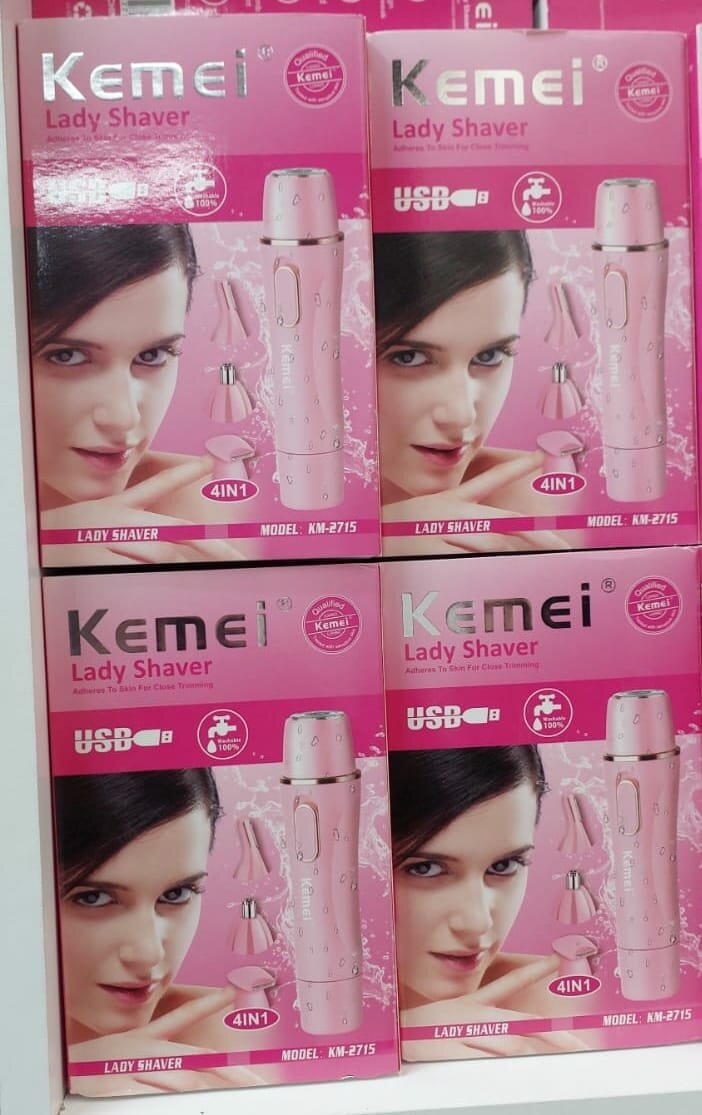 ei
Kemei®
Lady Shaver
Adheres To Skin For Close Trimming
Qualified
Kemei
USB
Washable
100%
Kemei
4IN1
LADY SHAVER
MODEL: KM-2715
Kemei®
Lady Shaver
Adheres To Skin For Close Trimming
Qualified
Kemei
USB
Washable
100%
Kemei
4IN1
LADY SHAVER
MODEL: KM-2715
Kemei®
Lady Shaver
Adheres To Skin For Close Trimming
Qualified
Kemei
USB
Washable
100%
Kemei
4IN1
LADY SHAVER
MODEL: KM-2715
Kemei®
Lady Shaver
Adheres To Skin For Close Trimming
Qualified
Kemei
USB
Washable
100%
Kemei
4IN1
LADY SHAVER
MODEL: KM-2715